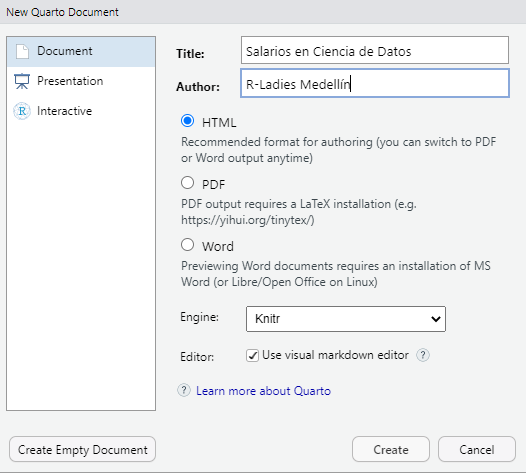 New Quarto Document
Document
Presentation
Interactive
Title: Salarios en Ciencia de Datos
Author: R-Ladies Medellín
HTML
Recommended format for authoring (you can switch to PDF
or Word output anytime)
PDF
PDF output requires a LaTeX installation (e.g.
https://yihui.org/tinytex/)
Word
Previewing Word documents requires an installation of MS
Word (or Libre/Open Office on Linux)
Engine: Knitr
Editor: Use visual markdown editor ?
? Learn more about Quarto
Create Empty Document Create Cancel